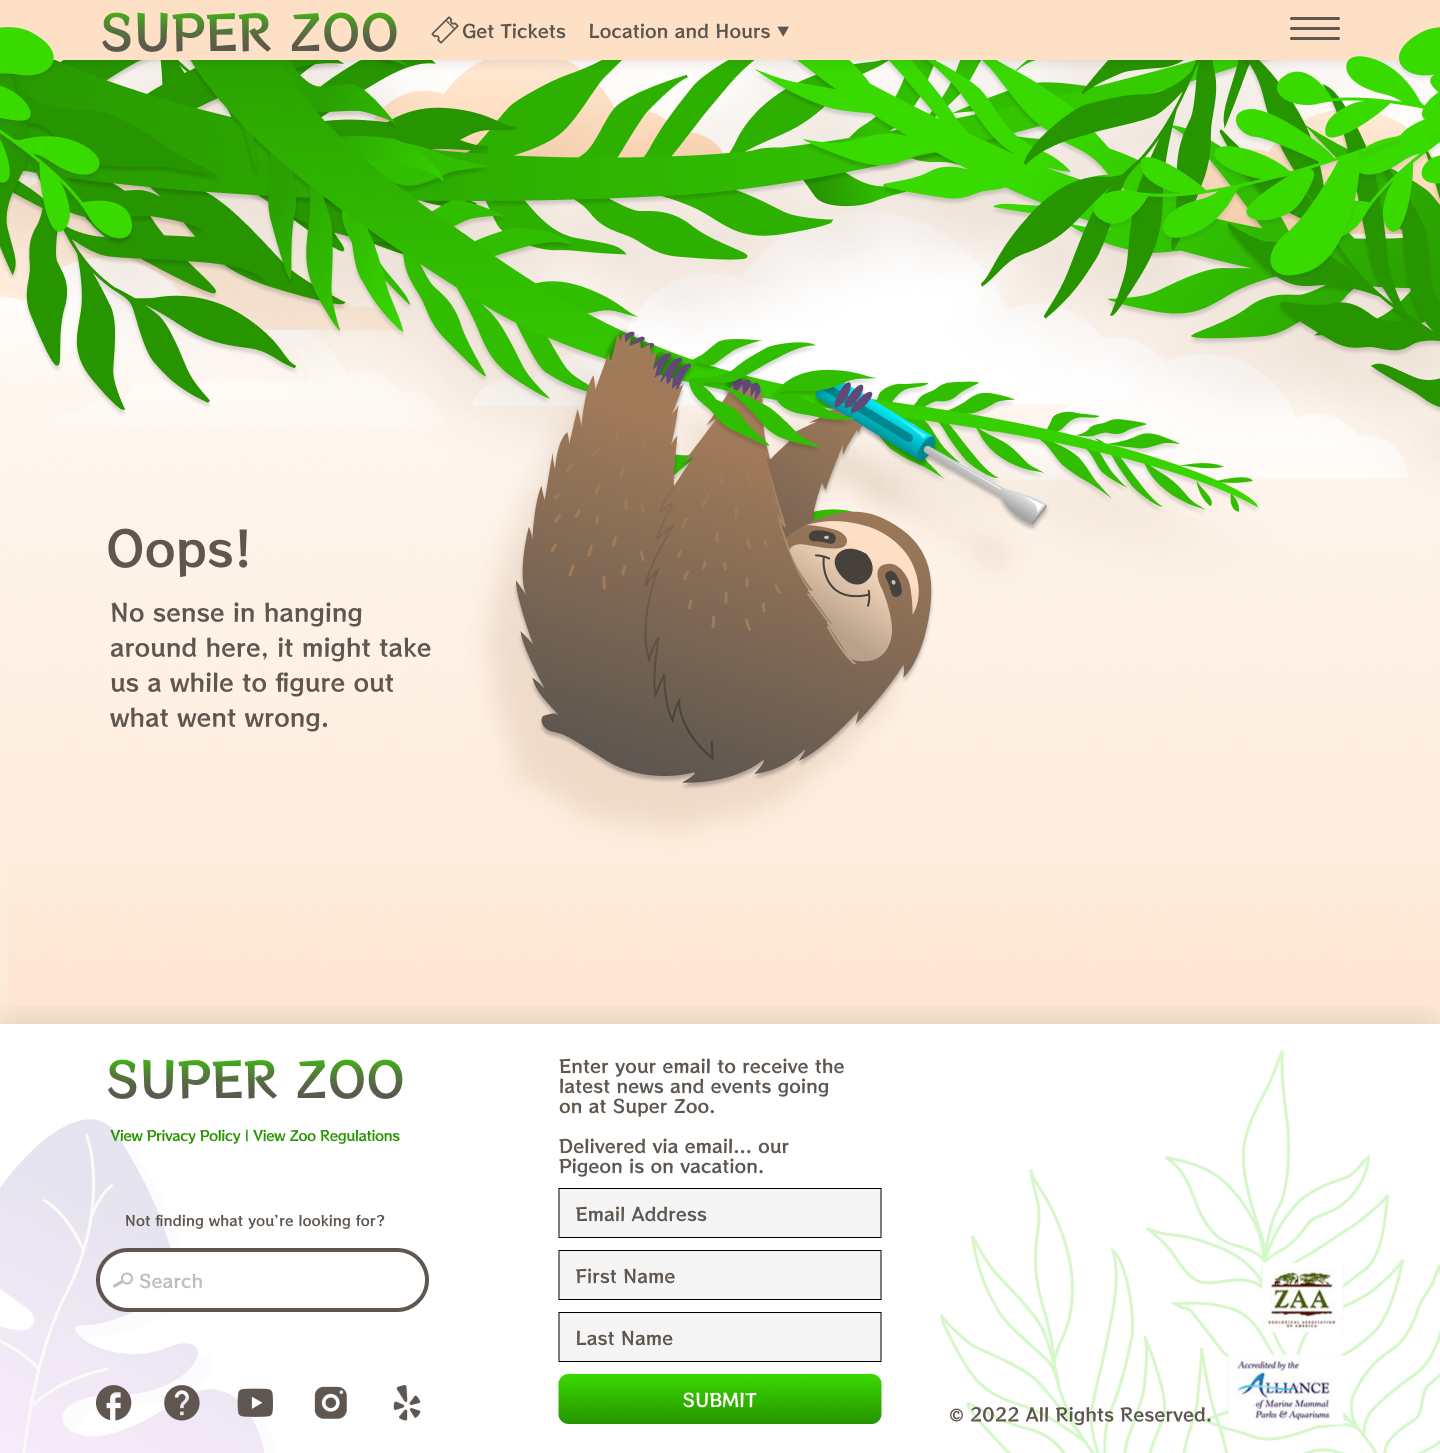 SUPER ZOO
Get Tickets
Location and Hours ▼
Oops!
No sense in hanging
around here, it might take
us a while to figure out
what went wrong.
SUPER ZOO
View Privacy Policy | View Zoo Regulations
Not finding what you're looking for?
Search
Enter your email to receive the
latest news and events going
on at Super Zoo.
Delivered via email... our
Pigeon is on vacation.
Email Address
First Name
Last Name
SUBMIT
ZAA
ZOOLOGICAL ASSOCIATION
OF AMERICA
Accredited by the
ALLIANCE
of Marine Mammal
Parks & Aquariums
© 2022 All Rights Reserved.